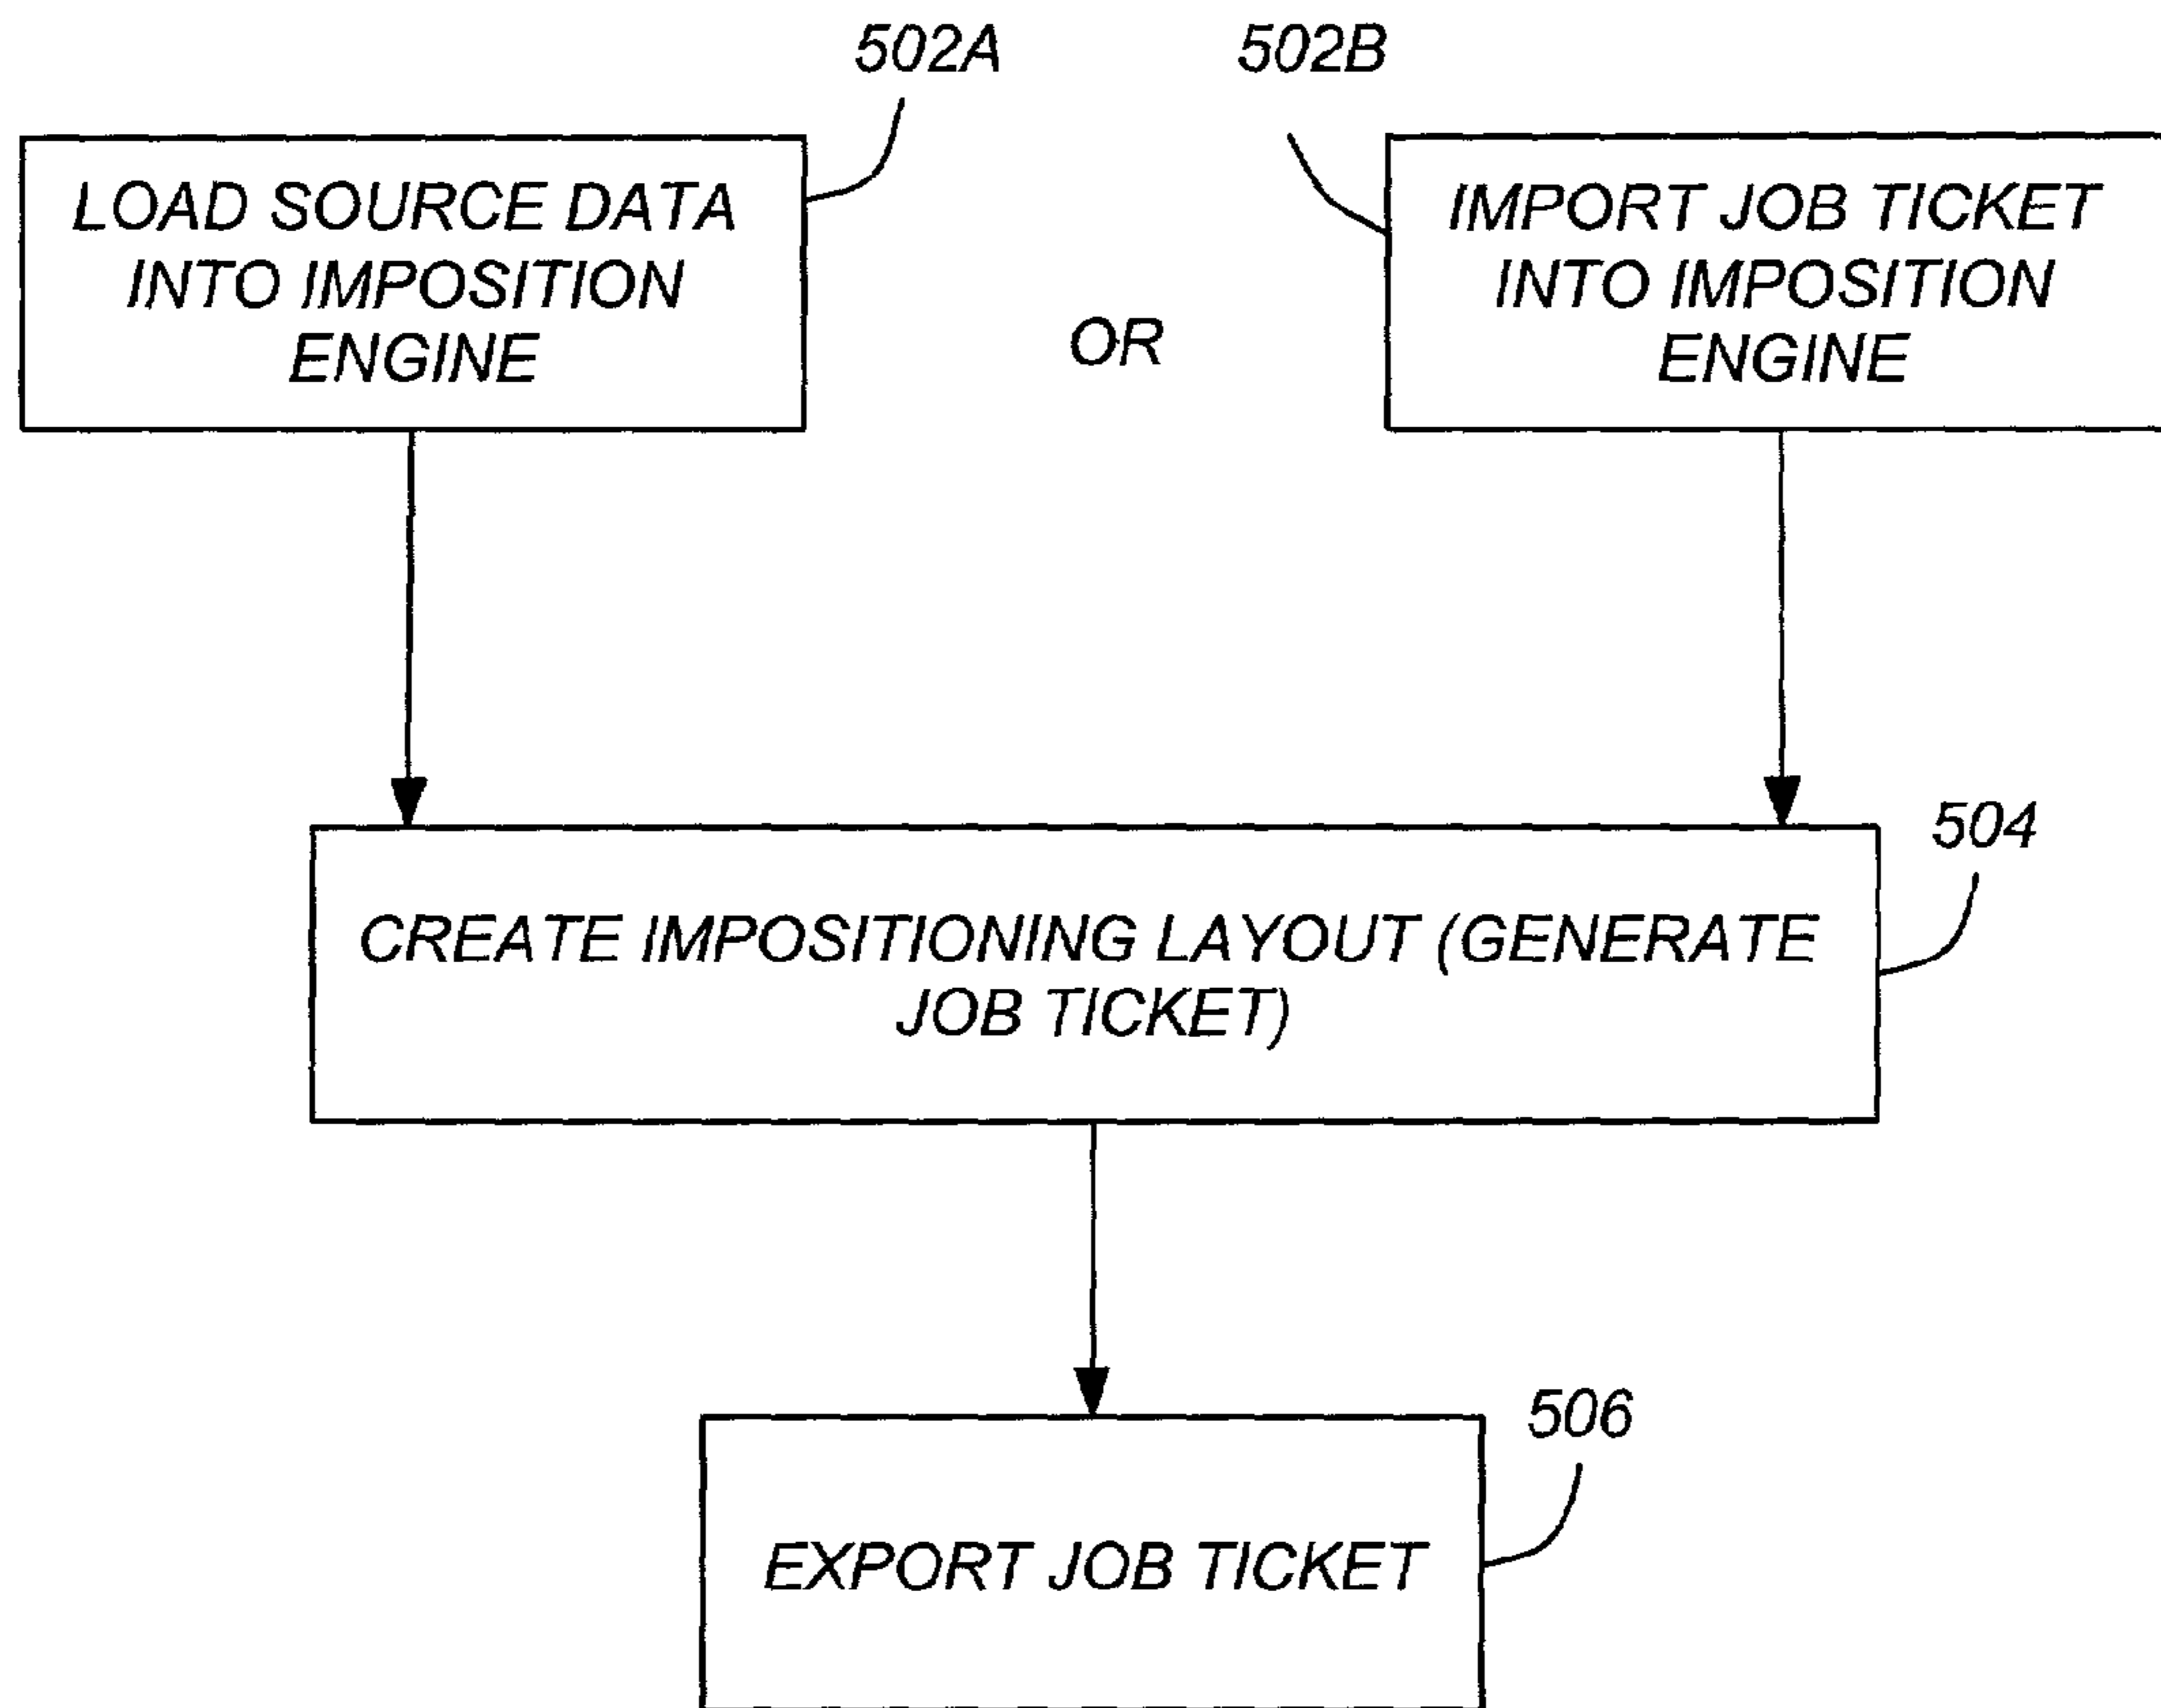 502A
502B
LOAD SOURCE DATA
INTO IMPOSITION
ENGINE
OR
IMPORT JOB TICKET
INTO IMPOSITION
ENGINE
504
CREATE IMPOSITIONING LAYOUT (GENERATE
JOB TICKET)
506
EXPORT JOB TICKET